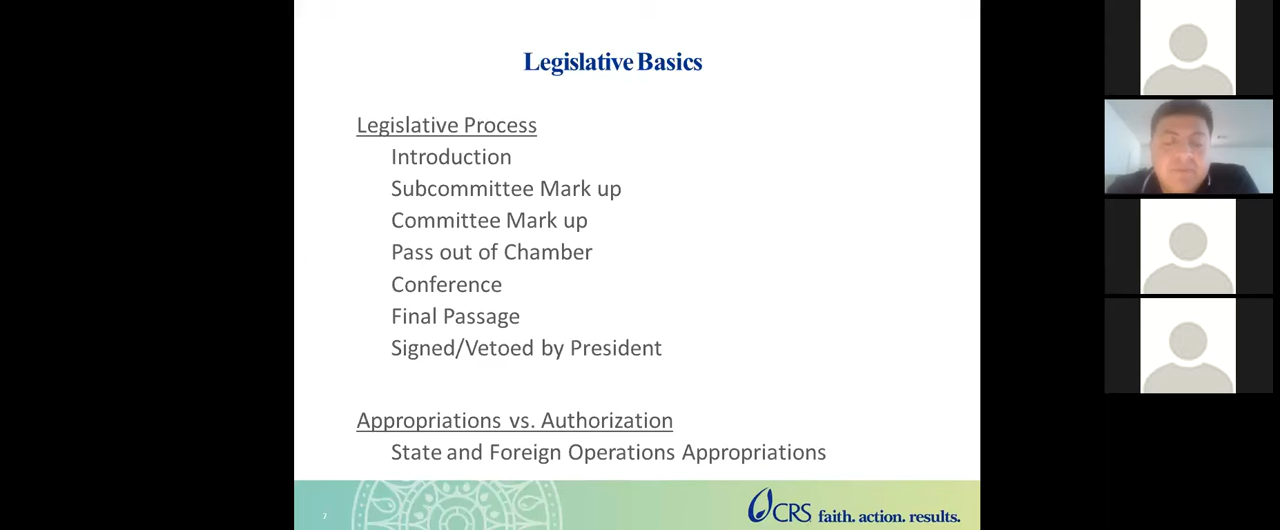 Legislative Basics
Legislative Process
Introduction
Subcommittee Mark up
Committee Mark up
Pass out of Chamber
Conference
Final Passage
Signed/Vetoed by President
Appropriations vs. Authorization
State and Foreign Operations Appropriations
7
CRS faith. action. results.